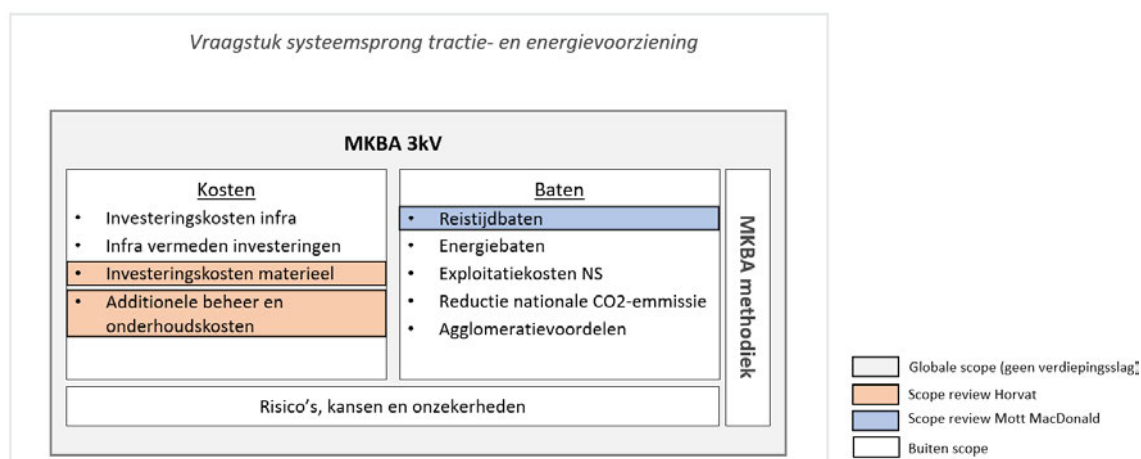 Vraagstuk systeemsprong tractie- en energievoorziening
MKBA 3kV
Kosten
• Investeringskosten infra
• Infra vermeden investeringen
• Investeringskosten materieel
• Additionele beheer en
onderhoudskosten
Baten
• Reistijdbaten
• Energiebaten
• Exploitatiekosten NS
• Reductie nationale CO2-emmissie
• Agglomeratievoordelen
MKBA methodiek
Risico's, kansen en onzekerheden
Globale scope (geen verdiepingsslag)
Scope review Horvat
Scope review Mott MacDonald
Buiten scope